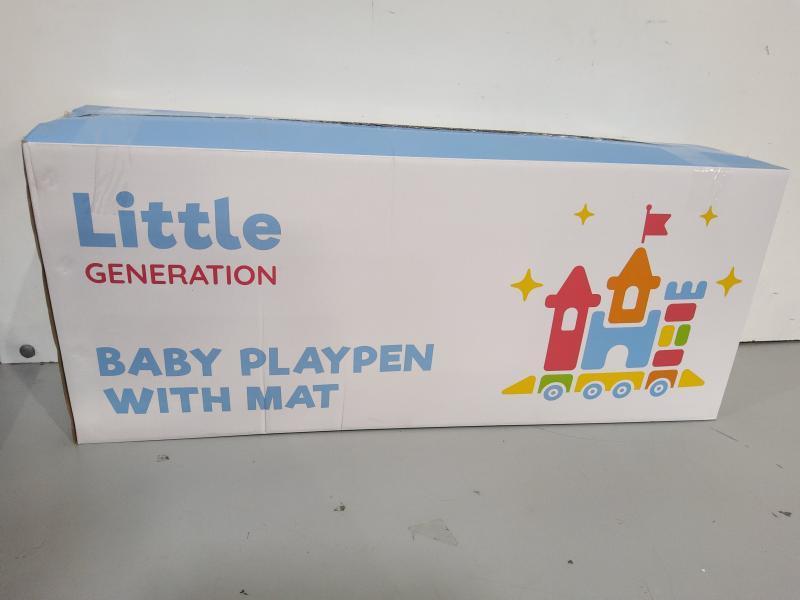 Little
GENERATION
BABY PLAYPEN
WITH MAT